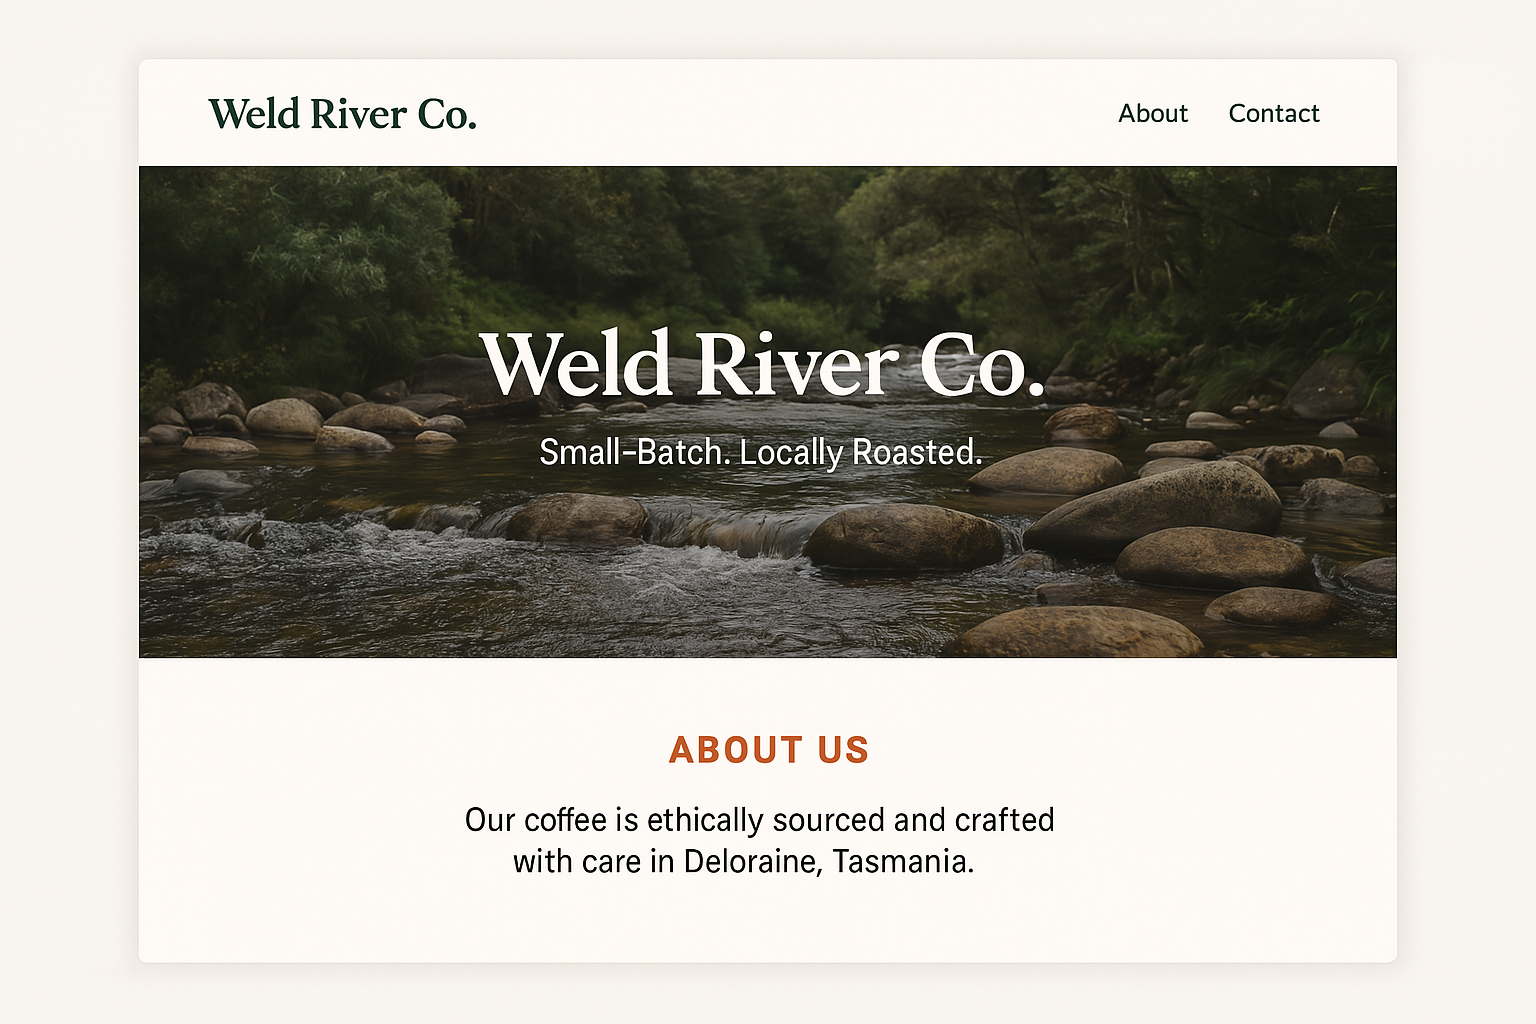 Weld River Co.
About Contact
Weld River Co.
Small-Batch. Locally Roasted.
ABOUT US
Our coffee is ethically sourced and crafted
with care in Deloraine, Tasmania.